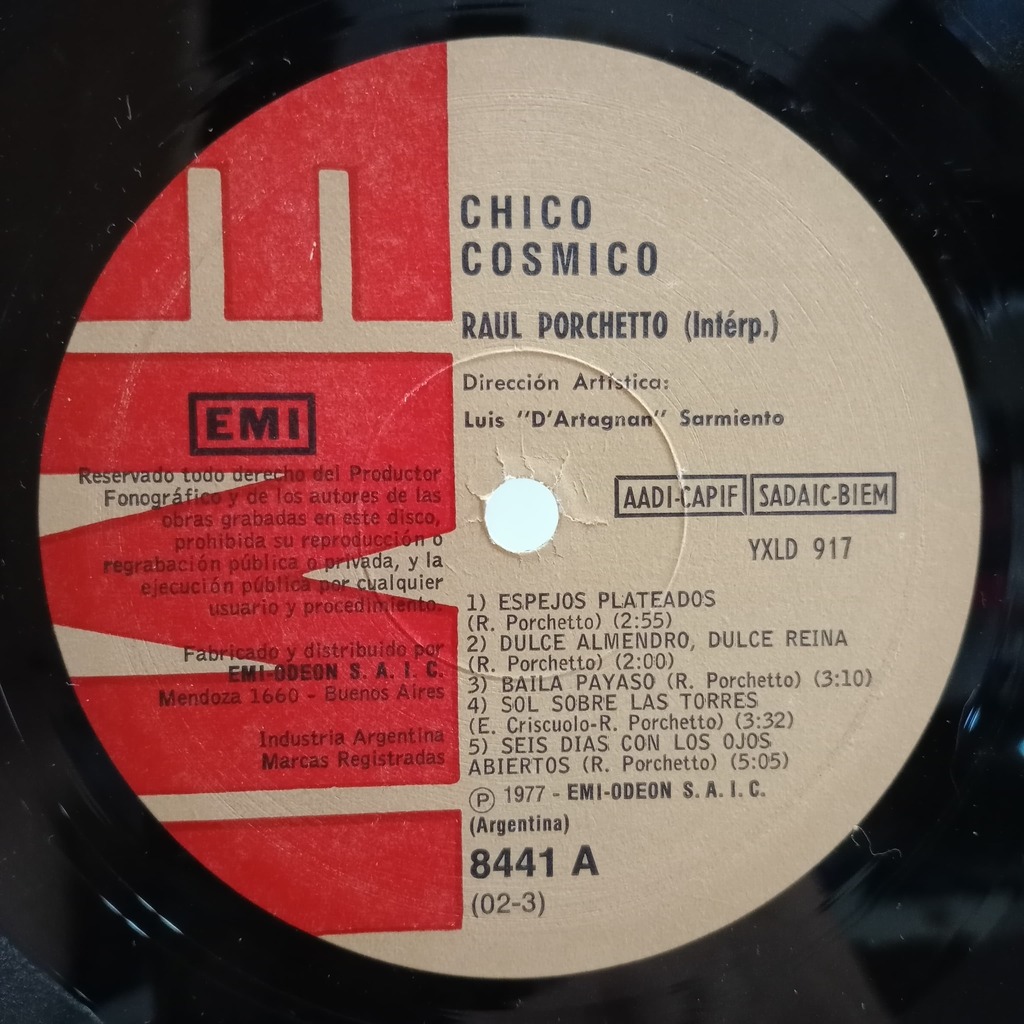 CHICO
COSMICO
RAUL PORCHETTO (Intérp.)
Dirección Artística:
Luis "D'Artagnan" Sarmiento
EMI
Reservado todo derecho del Productor
Fonográfico y de los autores de las
obras grabadas en este disco,
prohibida su reproducción o
regrabación pública o privada, y la
ejecución pública por cualquier
usuario y procedimiento.
Fabricado y distribuido por
EMI-ODEON S. A. I. C.
Mendoza 1660 - Buenos Aires
Industria Argentina
Marcas Registradas
AADI-CAPIF SADAIC-BIEM
YXLD 917
1) ESPEJOS PLATEADOS
(R. Porchetto) (2:55)
2) DULCE ALMENDRO, DULCE REINA
(R. Porchetto) (2:00)
3) BAILA PAYASO (R. Porchetto) (3:10)
4) SOL SOBRE LAS TORRES
(E. Criscuolo-R. Porchetto) (3:32)
5) SEIS DIAS CON LOS OJOS
ABIERTOS (R. Porchetto) (5:05)
Ⓟ 1977 - EMI-ODEON S. A. I. C.
(Argentina)
8441 A
(02-3)